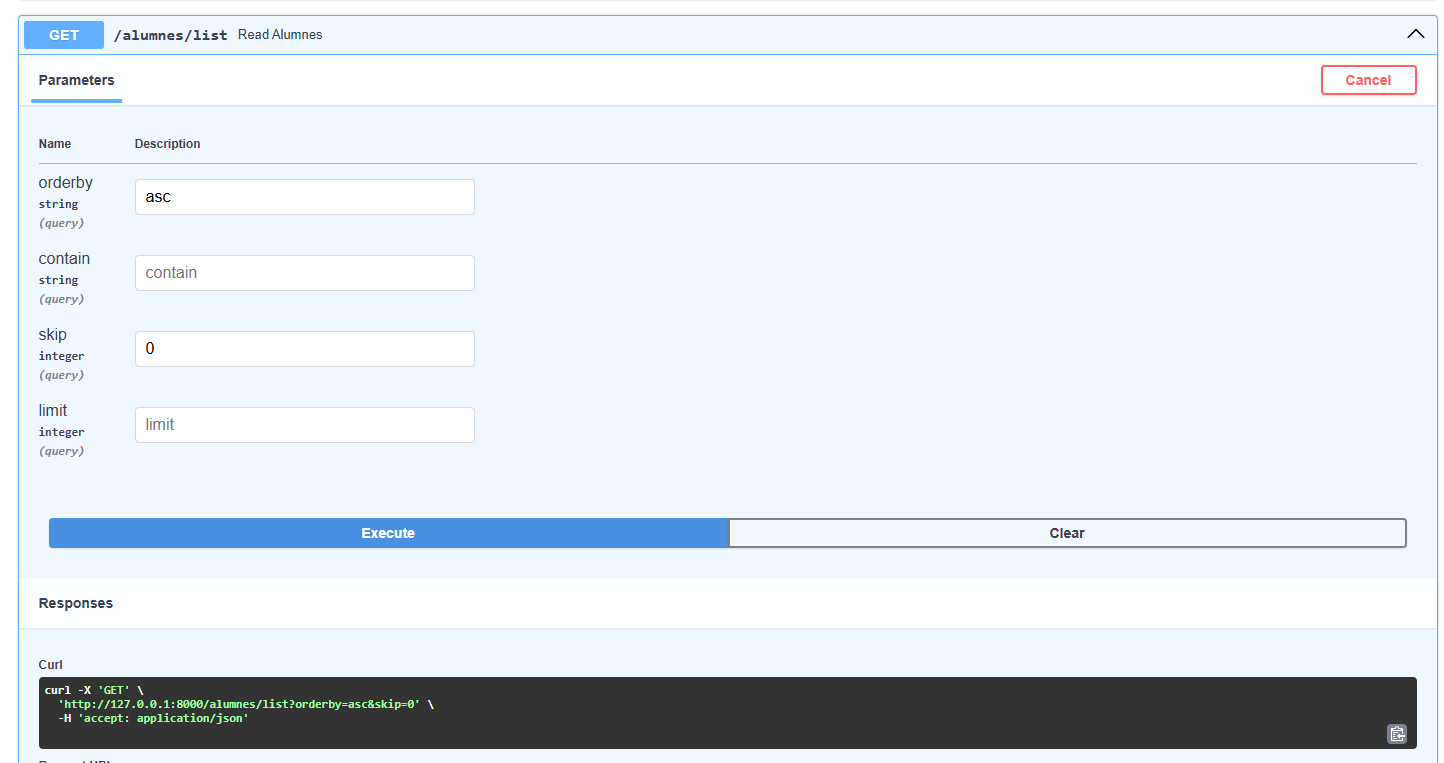 GET /alumnes/list Read Alumnes
Parameters
Cancel
Name Description
orderby
string
(query)
asc
contain
string
(query)
contain
skip
integer
(query)
0
limit
integer
(query)
limit
Execute
Clear
Responses
Curl
curl -X 'GET' \
'http://127.0.0.1:8000/alumnes/list?orderby=asc&skip=0' \
-H 'accept: application/json'